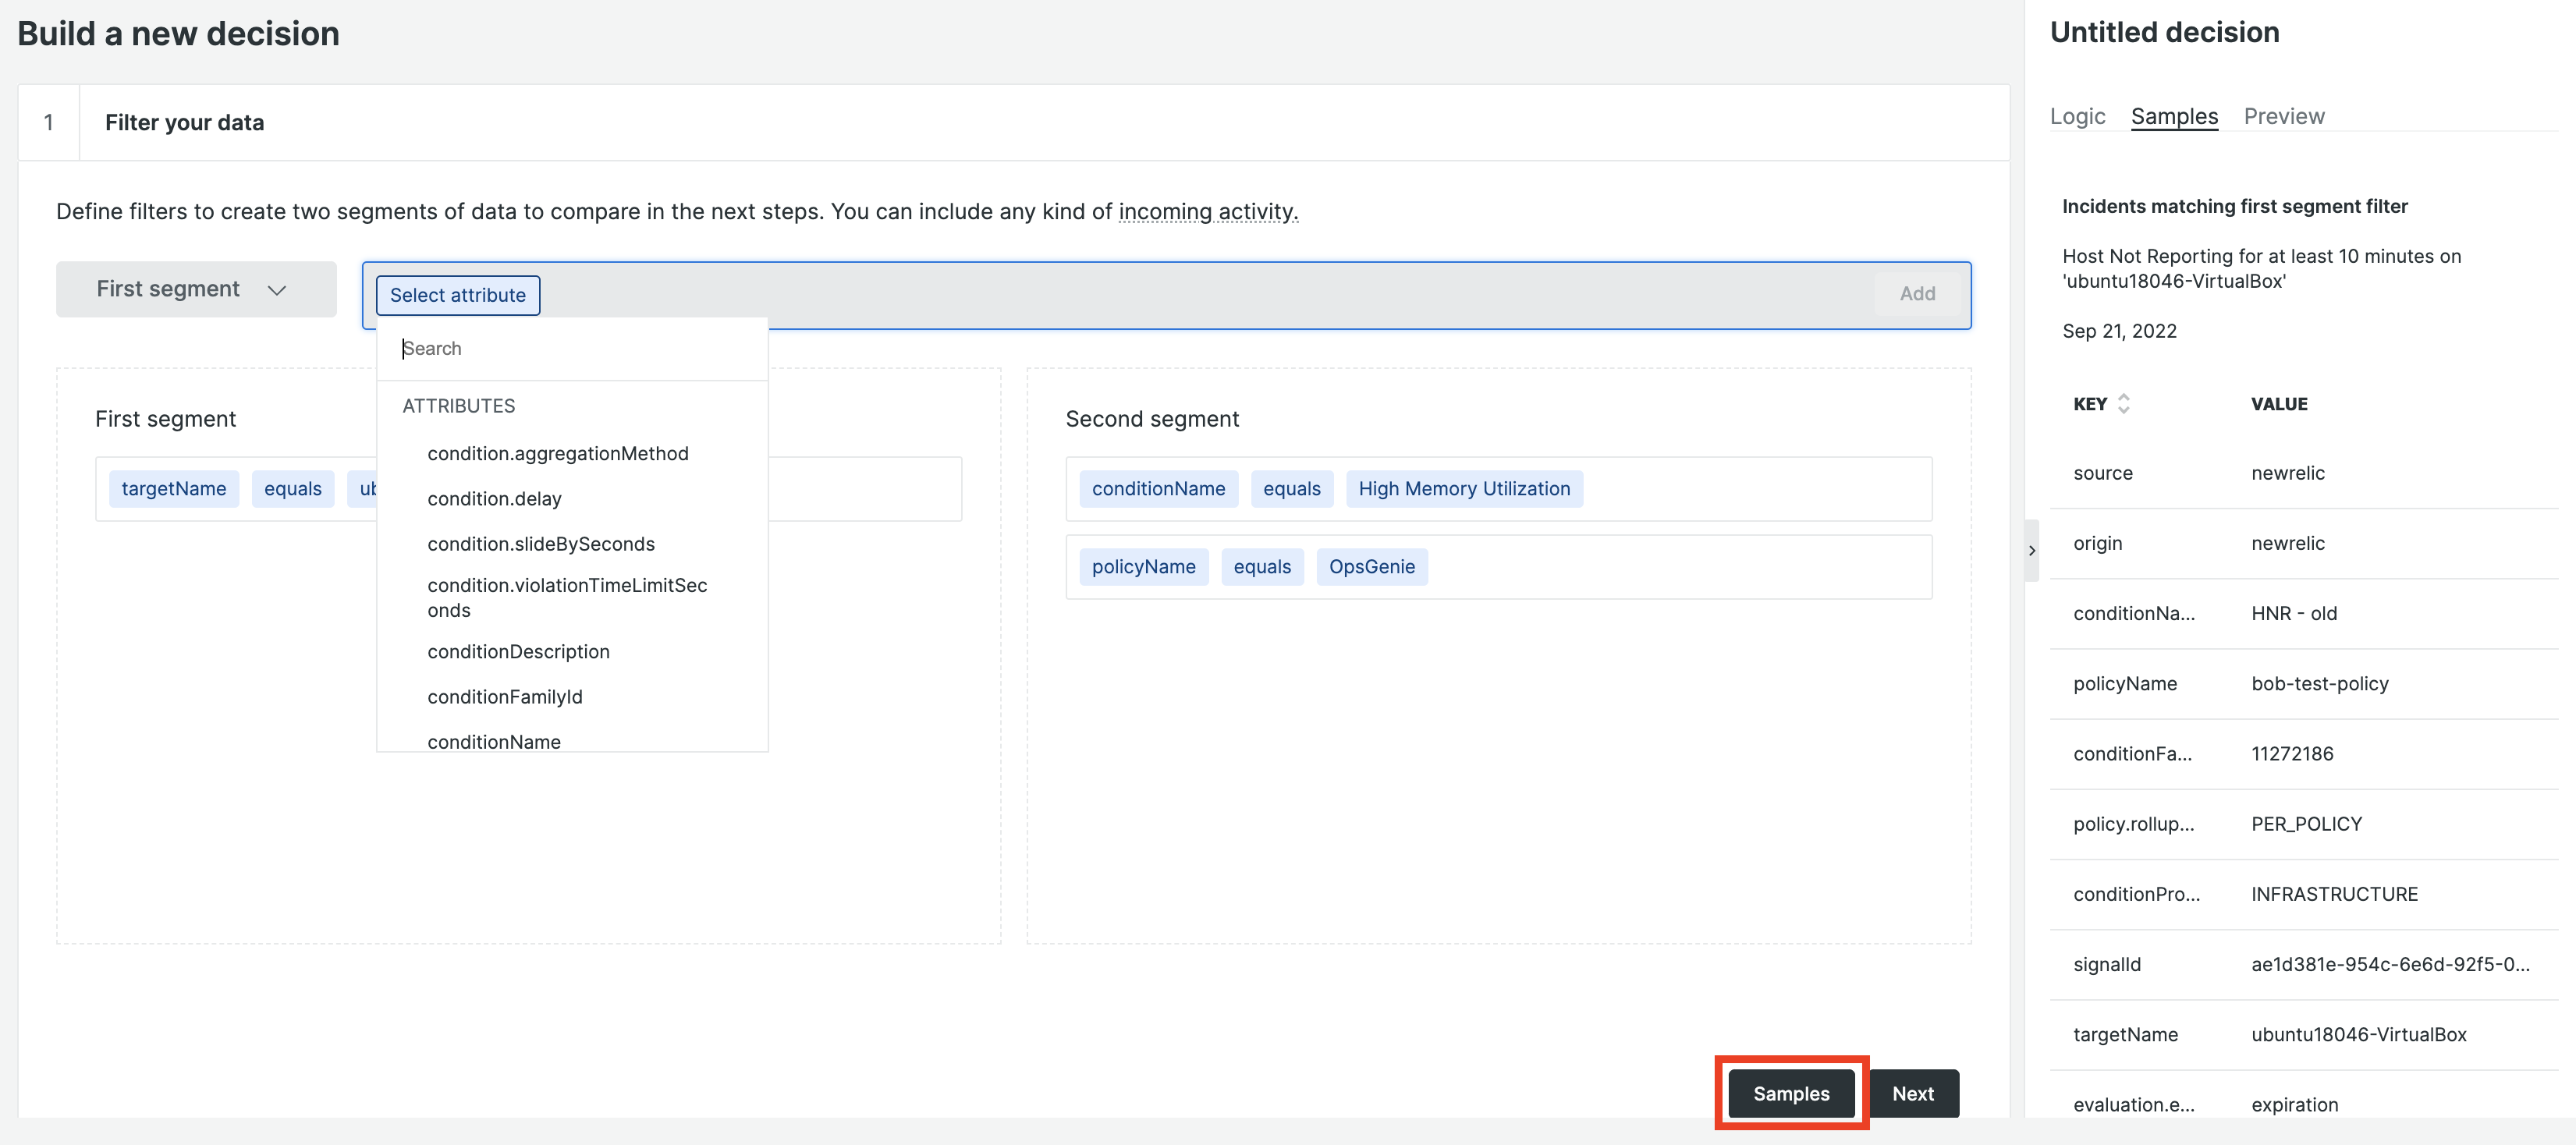 Build a new decision
1
Filter your data
Define filters to create two segments of data to compare in the next steps. You can include any kind of incoming activity.
First segment
Select attribute
Add
Search
ATTRIBUTES
condition.aggregationMethod
condition.delay
condition.slideBySeconds
condition.violationTimeLimitSec
onds
conditionDescription
conditionFamilyId
conditionName
First segment
targetName equals ub
Second segment
conditionName equals High Memory Utilization
policyName equals OpsGenie
Samples
Next
Untitled decision
Logic Samples Preview
Incidents matching first segment filter
Host Not Reporting for at least 10 minutes on
'ubuntu18046-VirtualBox'
Sep 21, 2022
KEY VALUE
source newrelic
origin newrelic
conditionNa... HNR - old
policyName bob-test-policy
conditionFa... 11272186
policy.rollup... PER_POLICY
conditionPro... INFRASTRUCTURE
signalId ae1d381e-954c-6e6d-92f5-0...
targetName ubuntu18046-VirtualBox
evaluation.e... expiration